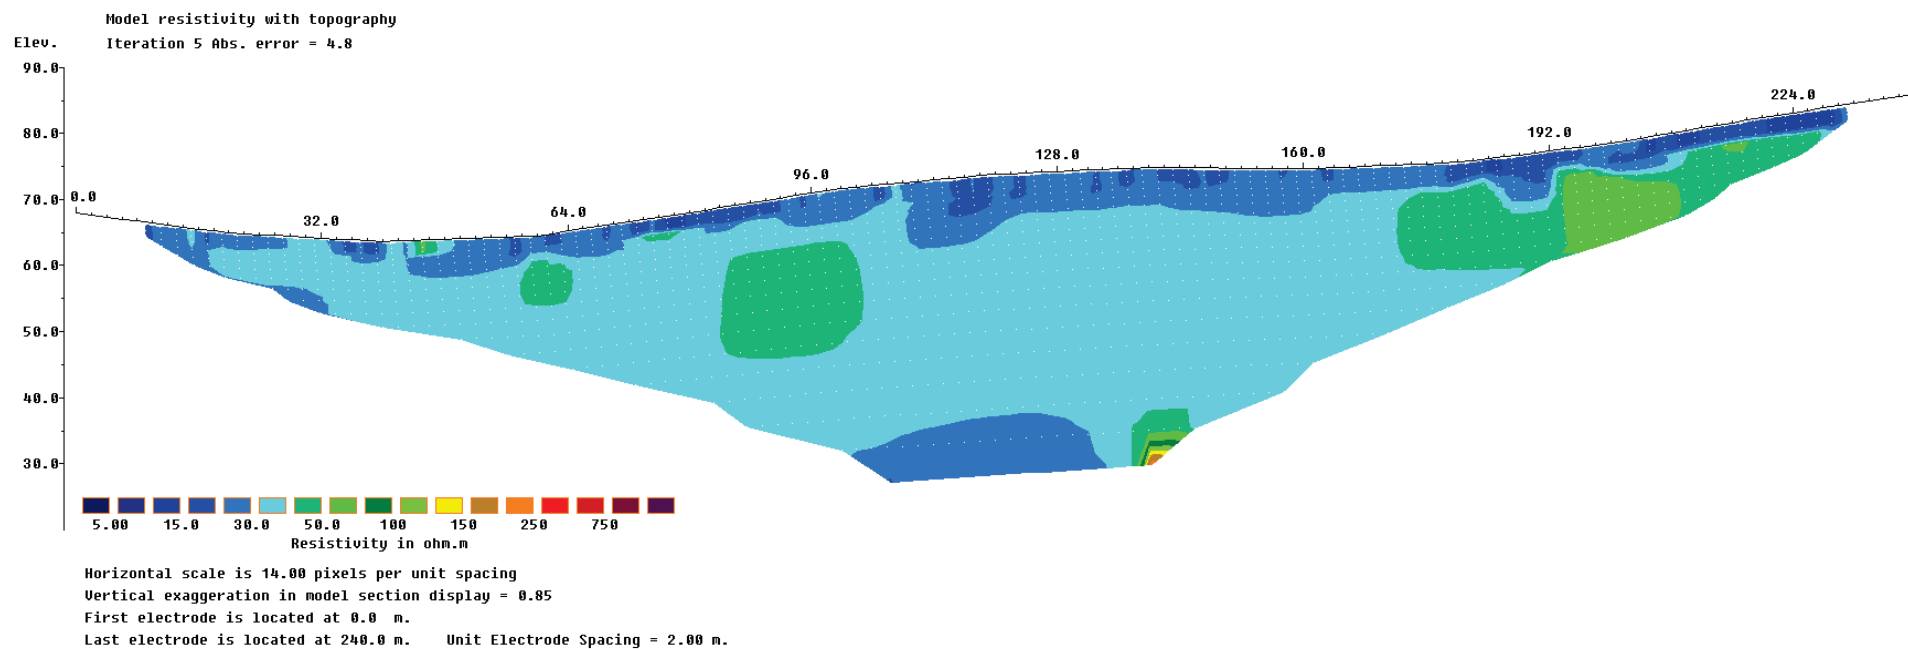 Model resistivity with topography
Elev.
Iteration 5 Abs. error = 4.8
90.0
224.0
80.0
192.0
128.0
160.0
96.0
70.0
0.0
32.0
64.0
60.0
50.0
40.0
30.0
5.00 15.0 30.0 50.0 100 150 250 750
Resistivity in ohm.m
Horizontal scale is 14.00 pixels per unit spacing
Vertical exaggeration in model section display = 0.85
First electrode is located at 0.0 m.
Last electrode is located at 240.0 m. Unit Electrode Spacing = 2.00 m.